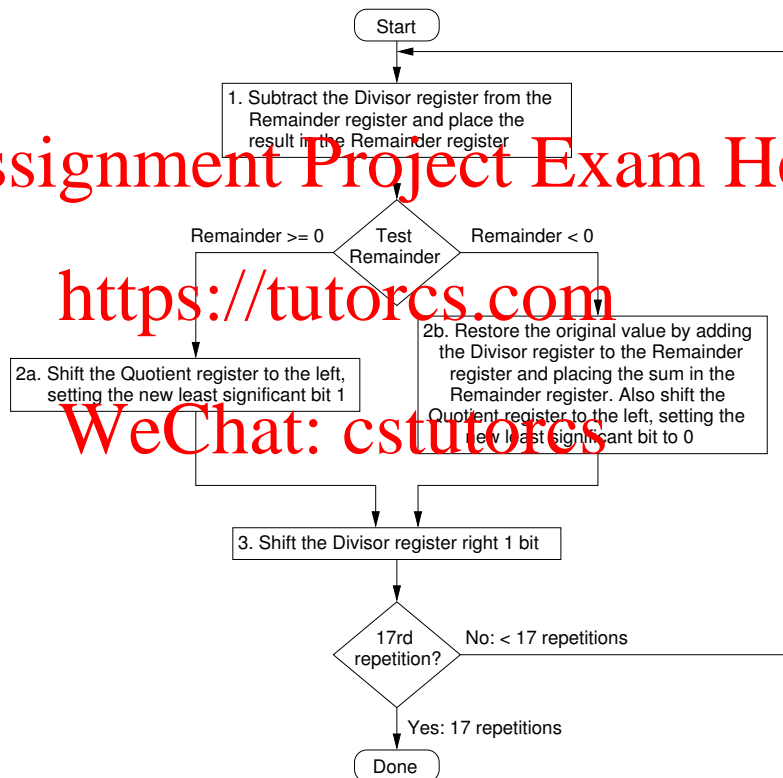 Start
1. Subtract the Divisor register from the
Remainder register and place the
result in the Remainder register
ssignment Project Exam He
Test
Remainder
Remainder >= 0
Remainder < 0
https://tutorcs.com
2b. Restore the original value by adding
the Divisor register to the Remainder
register and placing the sum in the
Remainder register. Also shift the
Quotient register to the left, setting the
new least significant bit to 0
2a. Shift the Quotient register to the left,
setting the new least significant bit 1
WeChat: cstutorcs
3. Shift the Divisor register right 1 bit
17rd
repetition?
No: < 17 repetitions
Yes: 17 repetitions
Done